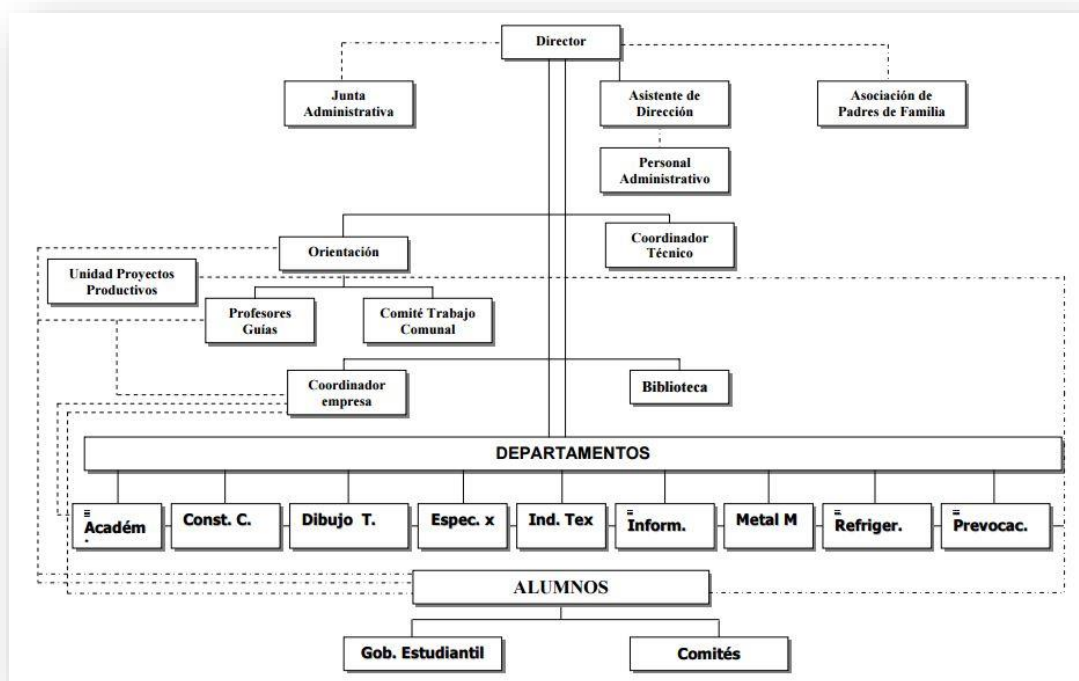 Director
Junta
Administrativa
Asistente de
Dirección
Asociación de
Padres de Familia
Personal
Administrativo
Orientación
Coordinador
Técnico
Unidad Proyectos
Productivos
Profesores
Guías
Comité Trabajo
Comunal
Coordinador
empresa
Biblioteca
DEPARTAMENTOS
Académ
.
Const. C.
Dibujo T.
Espec. x
Ind. Tex
Inform.
Metal M
Refriger.
Prevocac.
ALUMNOS
Gob. Estudiantil
Comités